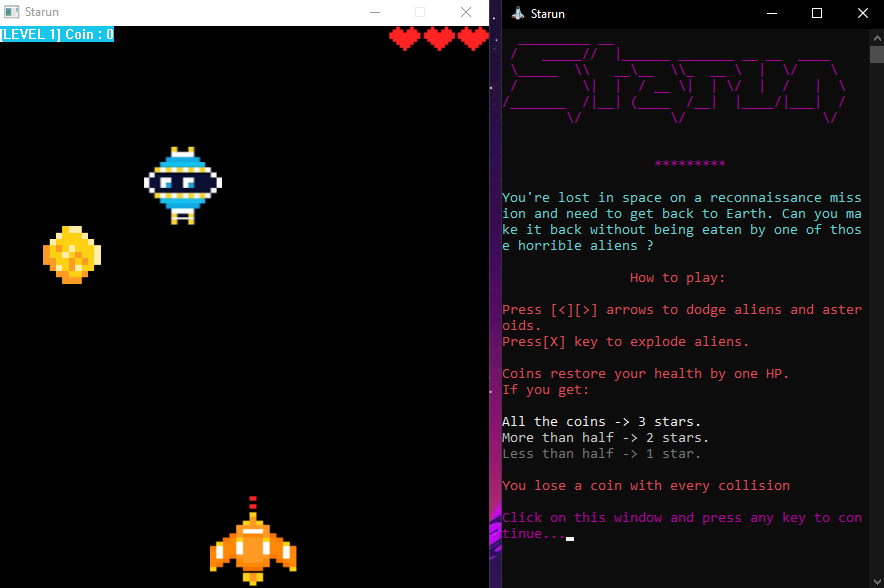 Starun
[LEVEL 1] Coin : 0
Starun
Starun
*********
You're lost in space on a reconnaissance miss
ion and need to get back to Earth. Can you ma
ke it back without being eaten by one of thos
e horrible aliens ?
How to play:
Press [<][>] arrows to dodge aliens and aster
oids.
Press[X] key to explode aliens.
Coins restore your health by one HP.
If you get:
All the coins -> 3 stars.
More than half -> 2 stars.
Less than half -> 1 star.
You lose a coin with every collision
Click on this window and press any key to con
tinue...